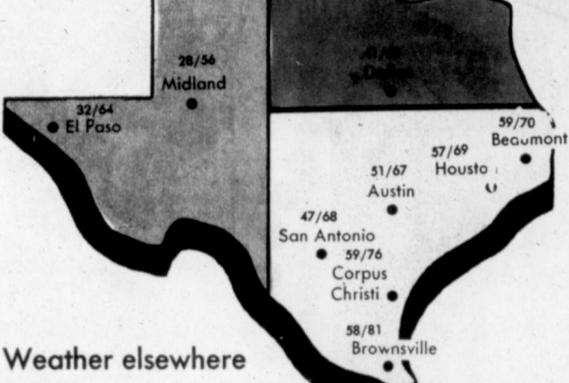 28/56
Midland
32/64
El Paso
Dallas
59/70
Beaumont
57/69
Housto
51/67
Austin
47/68
San Antonio
59/76
Corpus
Christi
58/81
Brownsville
Weather elsewhere